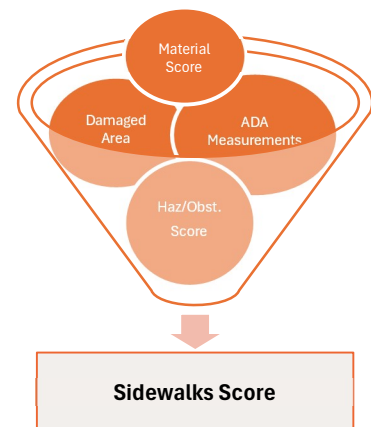 Material
Score
Damaged
Area
ADA
Measurements
Haz/Obst.
Score
Sidewalks Score